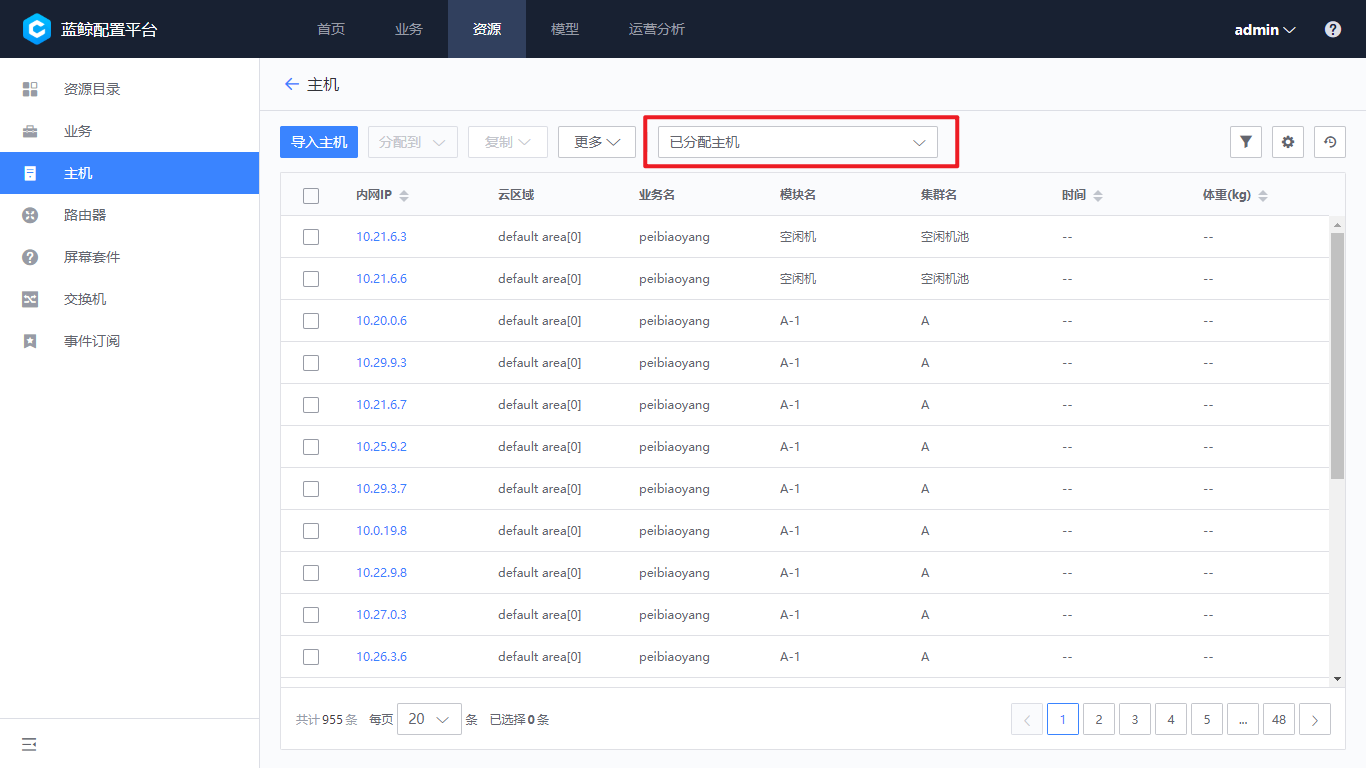 蓝鲸配置平台 首页 业务 资源 模型 运营分析 admin
资源目录
业务
主机
路由器
屏幕套件
交换机
事件订阅
主机
导入主机 分配到 复制 更多 已分配主机
内网IP 云区域 业务名 模块名 集群名 时间 体重(kg)
10.21.6.3 default area[0] peibiaoyang 空闲机 空闲机池 -- --
10.21.6.6 default area[0] peibiaoyang 空闲机 空闲机池 -- --
10.20.0.6 default area[0] peibiaoyang A-1 A -- --
10.29.9.3 default area[0] peibiaoyang A-1 A -- --
10.21.6.7 default area[0] peibiaoyang A-1 A -- --
10.25.9.2 default area[0] peibiaoyang A-1 A -- --
10.29.3.7 default area[0] peibiaoyang A-1 A -- --
10.0.19.8 default area[0] peibiaoyang A-1 A -- --
10.22.9.8 default area[0] peibiaoyang A-1 A -- --
10.27.0.3 default area[0] peibiaoyang A-1 A -- --
10.26.3.6 default area[0] peibiaoyang A-1 A -- --
共计955条 每页 20 条 已选择0条 1 2 3 4 5 ... 48